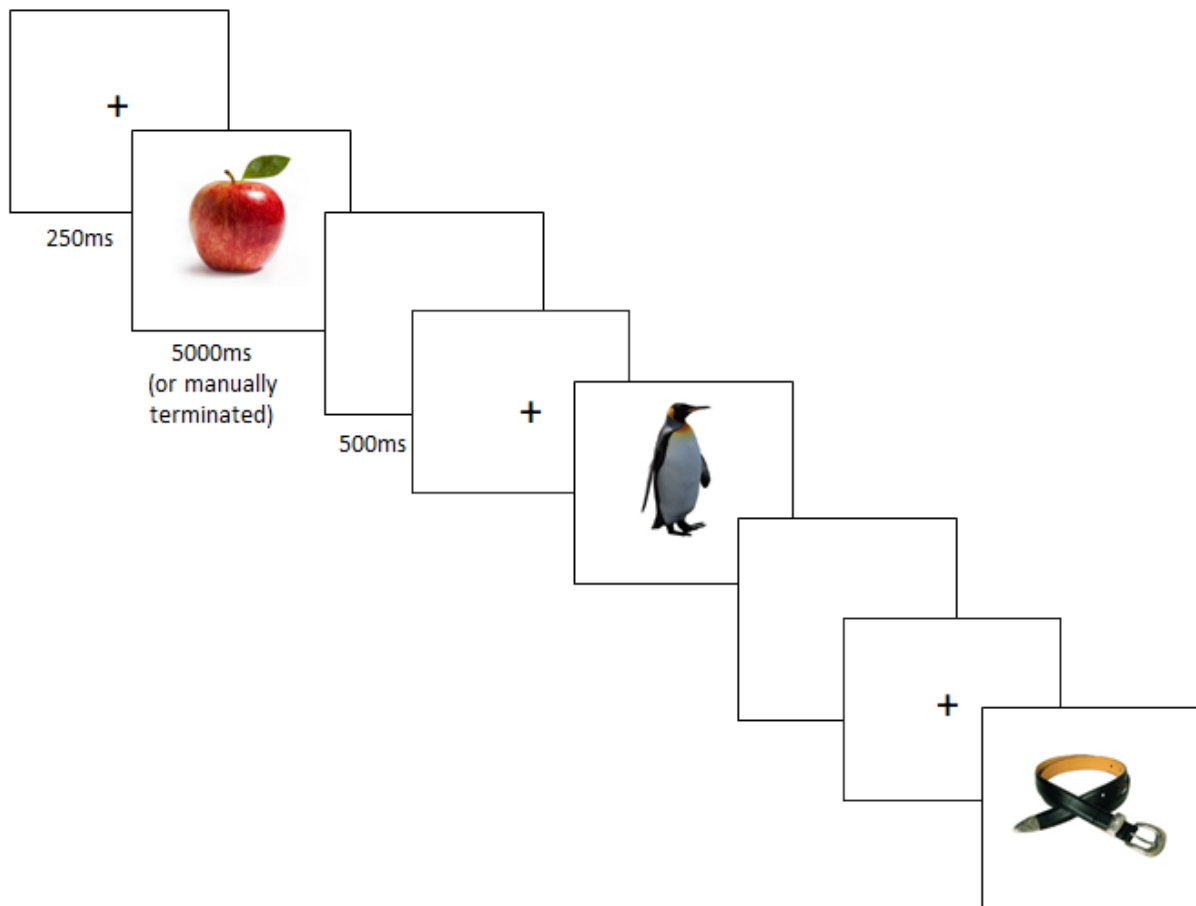 +
250ms
5000ms
(or manually
terminated)
500ms
+
+